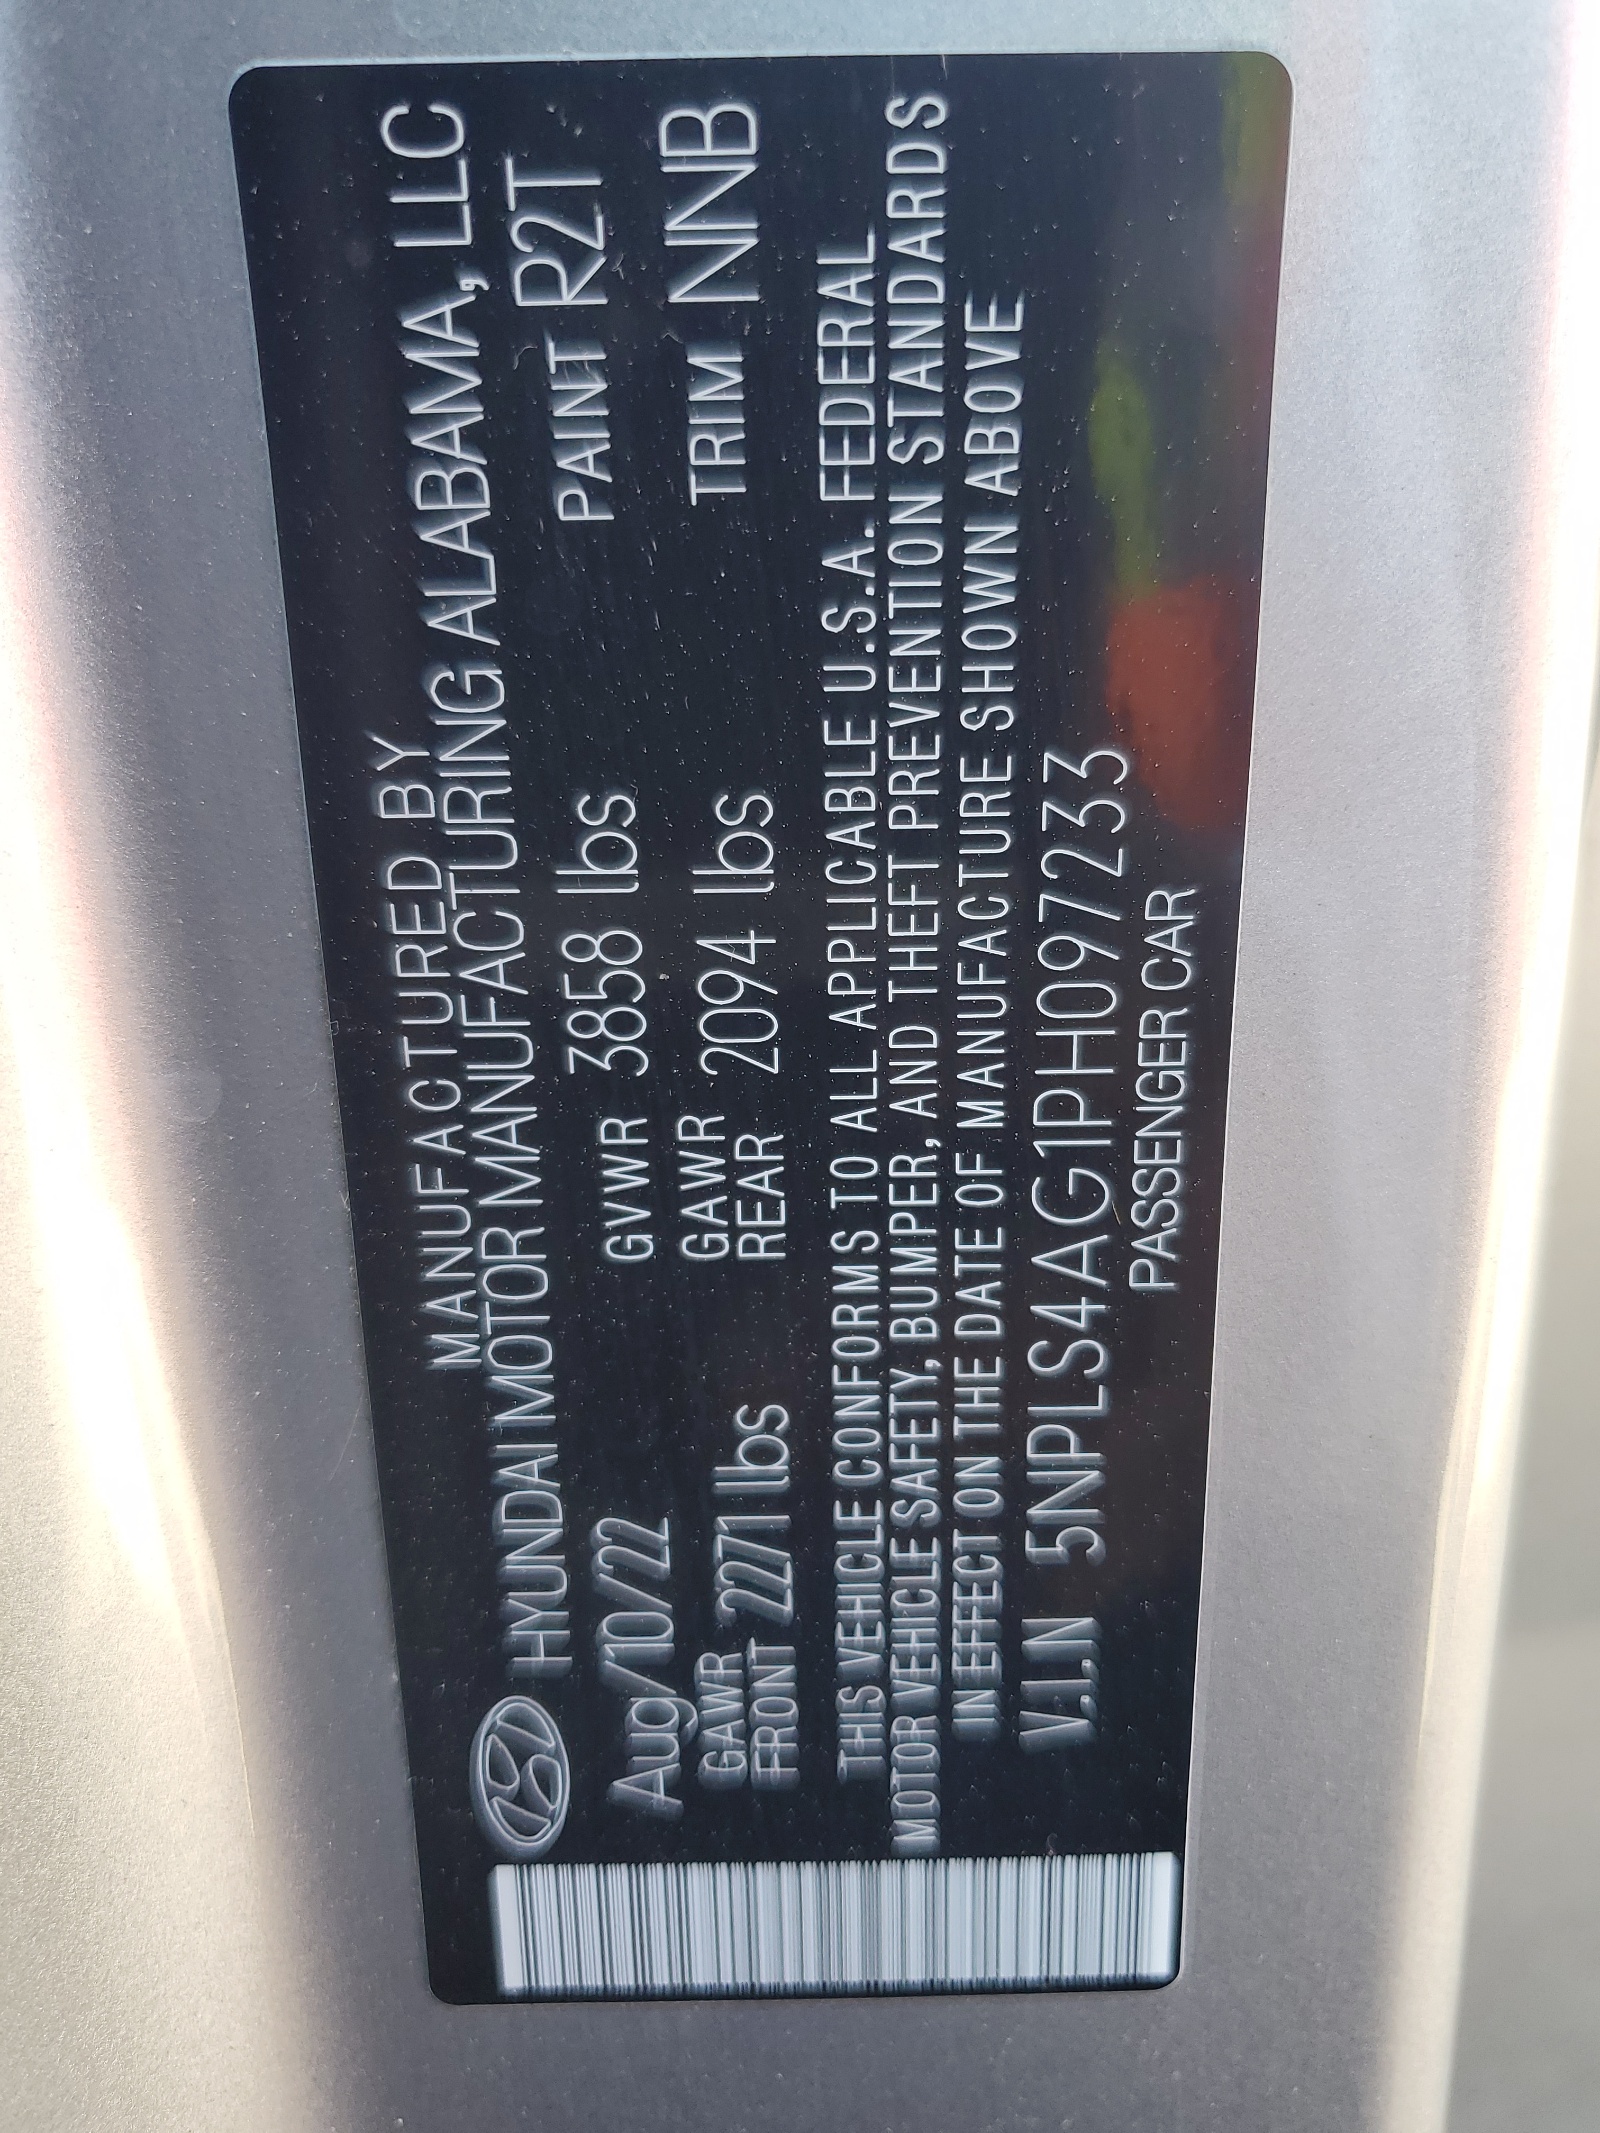 MANUFACTURED BY
HYUNDAI MOTOR MANUFACTURING ALABAMA, LLC
Aug/10/22 GVWR 3858 lbs PAINT R2T
GAWR FRONT 2271 lbs GAWR REAR 2094 lbs TRIM NNB
THIS VEHICLE CONFORMS TO ALL APPLICABLE U.S.A. FEDERAL
MOTOR VEHICLE SAFETY, BUMPER, AND THEFT PREVENTION STANDARDS
IN EFFECT ON THE DATE OF MANUFACTURE SHOWN ABOVE
V.I.N 5NPLS4AG1PH097233
PASSENGER CAR